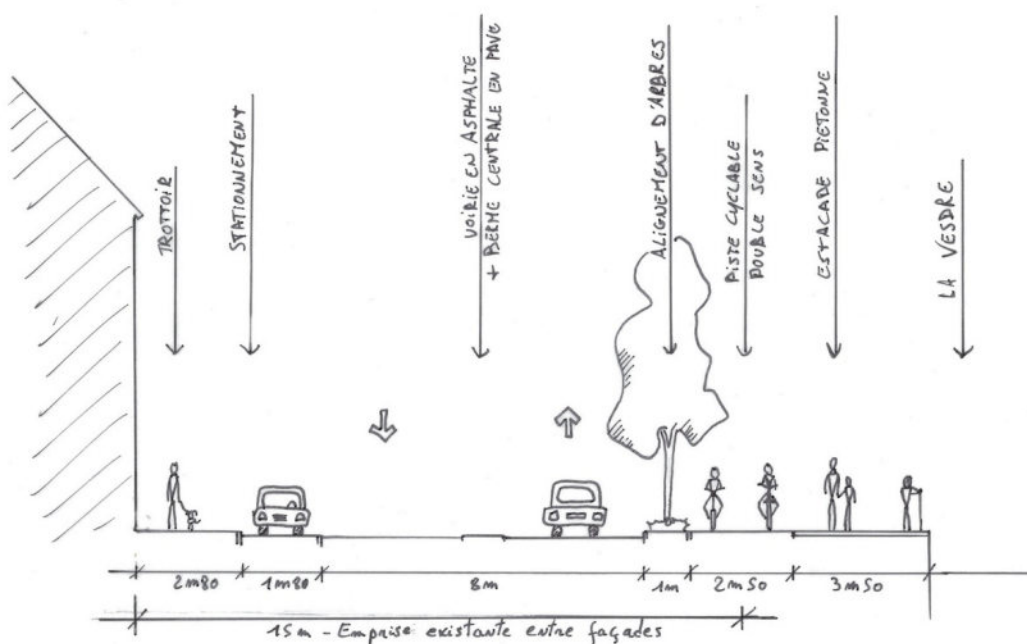 TROTTOIR
STATIONNEMENT
VOIRIE EN ASPHALTE
+ BERME CENTRALE EN PAVÉ
ALIGNEMENT D'ARBRES
PISTE CYCLABLE
DOUBLE SENS
ESTACADE PIETONNE
LA VESDRE
2m80
1m80
8m
1m
2m50
3m50
15m - Emprise existante entre façades